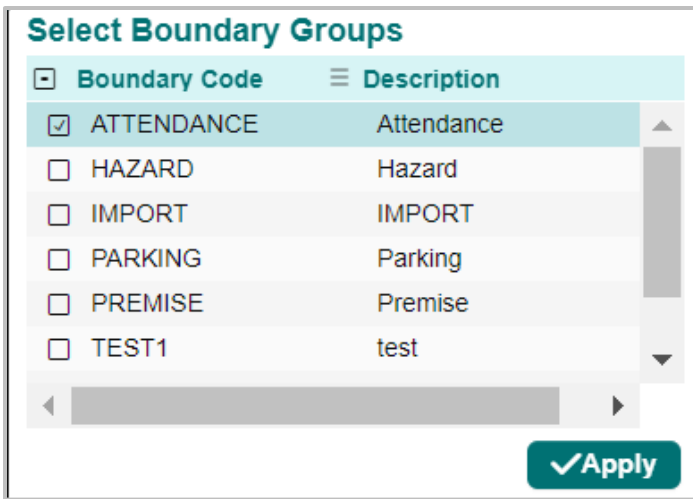 Select Boundary Groups
Boundary Code Description
ATTENDANCE Attendance
HAZARD Hazard
IMPORT IMPORT
PARKING Parking
PREMISE Premise
TEST1 test
Apply